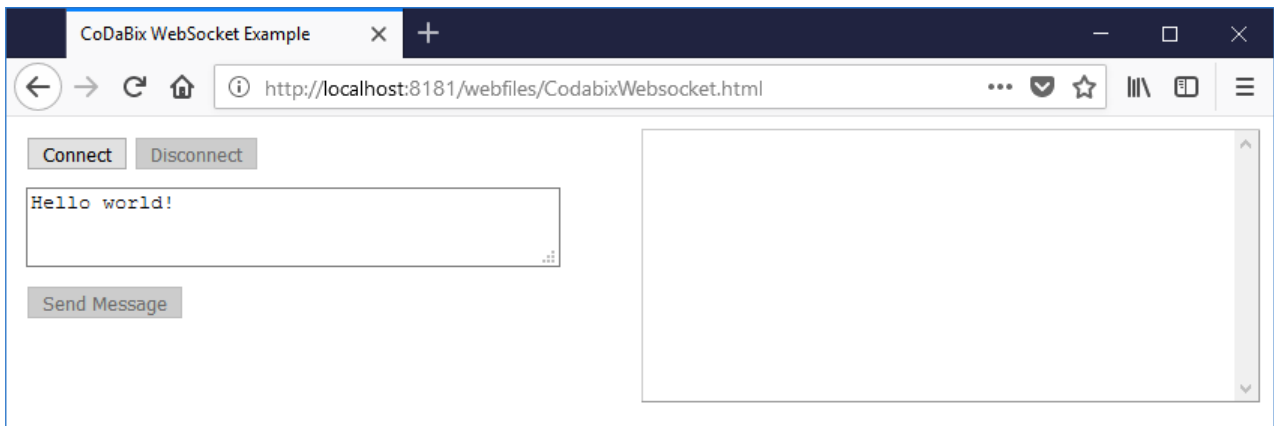 CoDaBix WebSocket Example
http://localhost:8181/webfiles/CodabixWebsocket.html
Connect Disconnect
Hello world!
Send Message